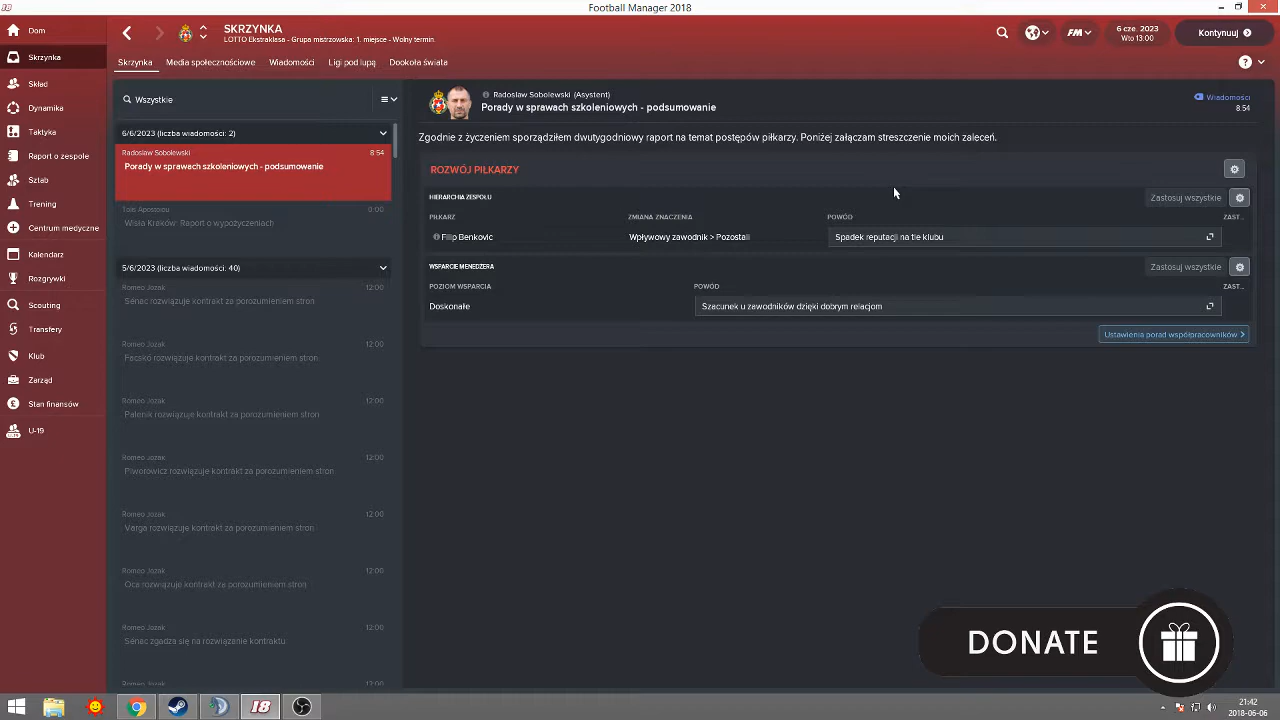 Football Manager 2018
Dom
Skrzynka
Skład
Dynamika
Taktyka
Raport o zespole
Sztab
Trening
Centrum medyczne
Kalendarz
Rozgrywki
Scouting
Transfery
Klub
Zarząd
Stan finansów
U-19
SKRZYNKA
LOTTO Ekstraklasa - Grupa mistrzowska: 1. miejsce - Wolny termin
FM
6 cze. 2023
Wto 13:00
Kontynuuj
Skrzynka Media społecznościowe Wiadomości Ligi pod lupą Dookoła świata
?
Wszystkie
6/6/2023 (liczba wiadomości: 2)
Radoslaw Sobolewski 8:54
Porady w sprawach szkoleniowych - podsumowanie
Tolis Apostolou 0:00
Wisła Kraków: Raport o wypożyczeniach
5/6/2023 (liczba wiadomości: 40)
Romeo Jozak 12:00
Sénac rozwiązuje kontrakt za porozumieniem stron
Romeo Jozak 12:00
Pacskó rozwiązuje kontrakt za porozumieniem stron
Romeo Jozak 12:00
Palenik rozwiązuje kontrakt za porozumieniem stron
Romeo Jozak 12:00
Piworowicz rozwiązuje kontrakt za porozumieniem stron
Romeo Jozak 12:00
Varga rozwiązuje kontrakt za porozumieniem stron
Romeo Jozak 12:00
Oca rozwiązuje kontrakt za porozumieniem stron
Romeo Jozak 12:00
Sénac zgadza się na rozwiązanie kontraktu
Romeo Jozak 12:00
Radoslaw Sobolewski (Asystent)
Porady w sprawach szkoleniowych - podsumowanie
Wiadomości
8:54
Zgodnie z życzeniem sporządziłem dwutygodniowy raport na temat postępów piłkarzy. Poniżej załączam streszczenie moich zaleceń.
ROZWÓJ PIŁKARZY
HIERARCHIA ZESPOŁU Zastosuj wszystkie
PIŁKARZ ZMIANA ZNACZENIA POWÓD ZAST...
Filip Benkovic Wpływowy zawodnik > Pozostali Spadek reputacji na tle klubu
WSPARCIE MENEDŻERA Zastosuj wszystkie
POZIOM WSPARCIA POWÓD ZAST...
Doskonałe Szacunek u zawodników dzięki dobrym relacjom
Ustawienia porad współpracowników
DONATE
18
21:42
2018-06-06